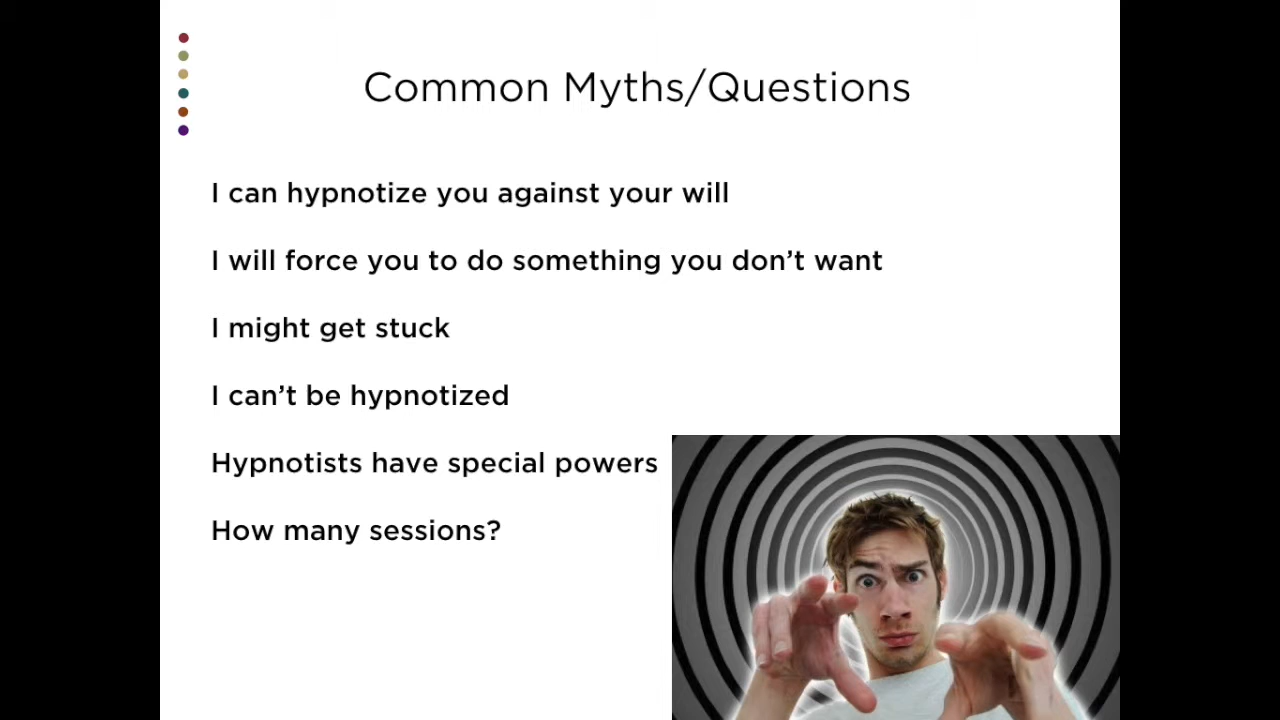 Common Myths/Questions
I can hypnotize you against your will
I will force you to do something you don’t want
I might get stuck
I can’t be hypnotized
Hypnotists have special powers
How many sessions?